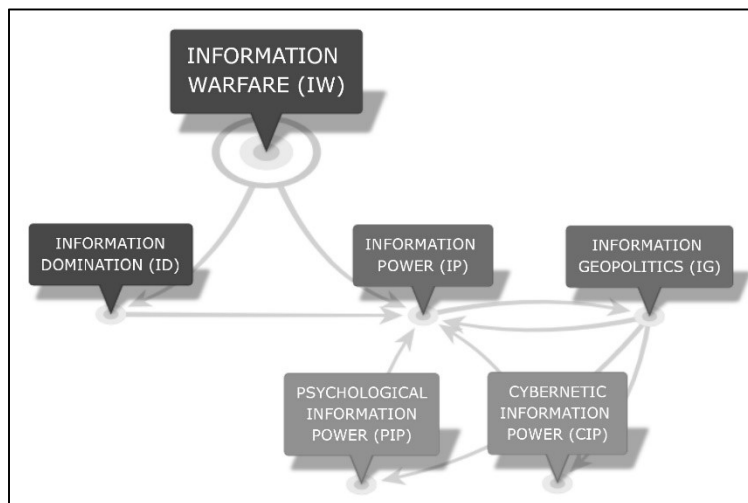 INFORMATION
WARFARE (IW)
INFORMATION
DOMINATION (ID)
INFORMATION
POWER (IP)
INFORMATION
GEOPOLITICS (IG)
PSYCHOLOGICAL
INFORMATION
POWER (PIP)
CYBERNETIC
INFORMATION
POWER (CIP)